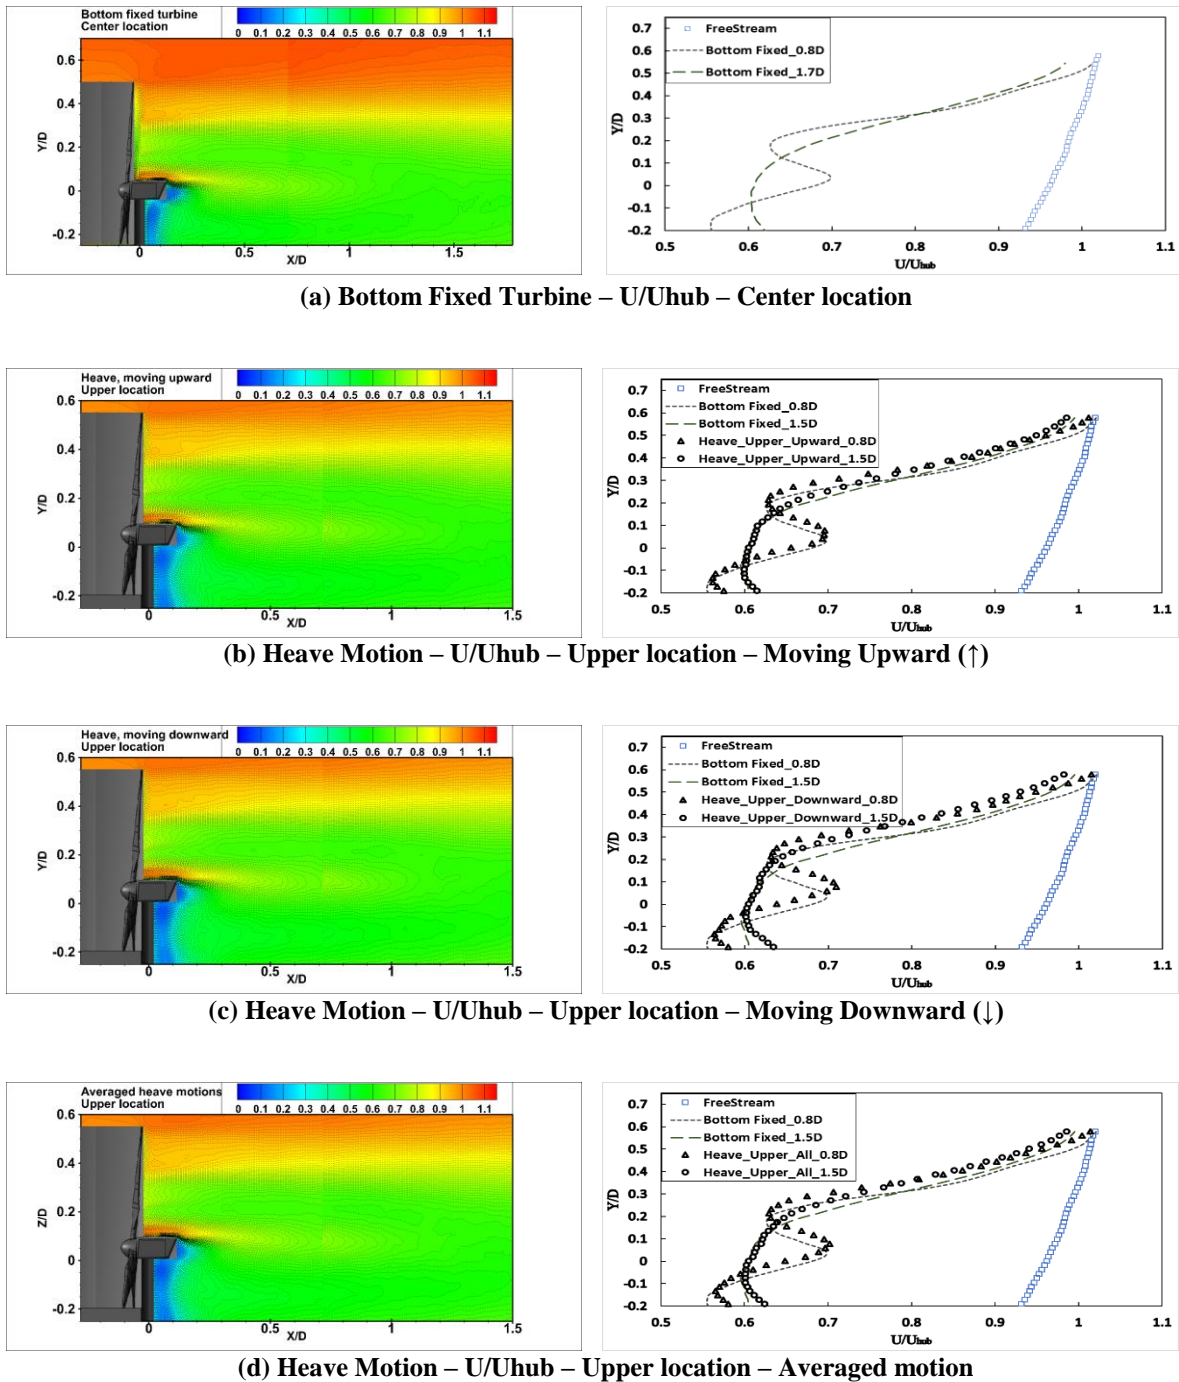 Bottom fixed turbine
Center location
0 0.1 0.2 0.3 0.4 0.5 0.6 0.7 0.8 0.9 1 1.1
0.6
0.4
0.2
0
-0.2
Y/D
0 0.5 1 1.5
X/D
FreeStream
Bottom Fixed_0.8D
Bottom Fixed_1.7D
0.7
0.6
0.5
0.4
0.3
0.2
0.1
0
-0.1
-0.2
Y/D
0.5 0.6 0.7 0.8 0.9 1 1.1
U/Uhub
(a) Bottom Fixed Turbine – U/Uhub – Center location
Heave, moving upward
Upper location
0 0.1 0.2 0.3 0.4 0.5 0.6 0.7 0.8 0.9 1 1.1
0.6
0.4
0.2
0
-0.2
Y/D
0 0.5 1 1.5
X/D
FreeStream
Bottom Fixed_0.8D
Bottom Fixed_1.5D
Heave_Upper_Upward_0.8D
Heave_Upper_Upward_1.5D
0.7
0.6
0.5
0.4
0.3
0.2
0.1
0
-0.1
-0.2
Y/D
0.5 0.6 0.7 0.8 0.9 1 1.1
U/Uhub
(b) Heave Motion – U/Uhub – Upper location – Moving Upward (↑)
Heave, moving downward
Upper location
0 0.1 0.2 0.3 0.4 0.5 0.6 0.7 0.8 0.9 1 1.1
0.6
0.4
0.2
0
-0.2
Y/D
0 0.5 1 1.5
X/D
FreeStream
Bottom Fixed_0.8D
Bottom Fixed_1.5D
Heave_Upper_Downward_0.8D
Heave_Upper_Downward_1.5D
0.7
0.6
0.5
0.4
0.3
0.2
0.1
0
-0.1
-0.2
Y/D
0.5 0.6 0.7 0.8 0.9 1 1.1
U/Uhub
(c) Heave Motion – U/Uhub – Upper location – Moving Downward (↓)
Averaged heave motions
Upper location
0 0.1 0.2 0.3 0.4 0.5 0.6 0.7 0.8 0.9 1 1.1
0.6
0.4
0.2
0
-0.2
Z/D
0 0.5 1 1.5
X/D
FreeStream
Bottom Fixed_0.8D
Bottom Fixed_1.5D
Heave_Upper_All_0.8D
Heave_Upper_All_1.5D
0.7
0.6
0.5
0.4
0.3
0.2
0.1
0
-0.1
-0.2
Y/D
0.5 0.6 0.7 0.8 0.9 1 1.1
U/Uhub
(d) Heave Motion – U/Uhub – Upper location – Averaged motion